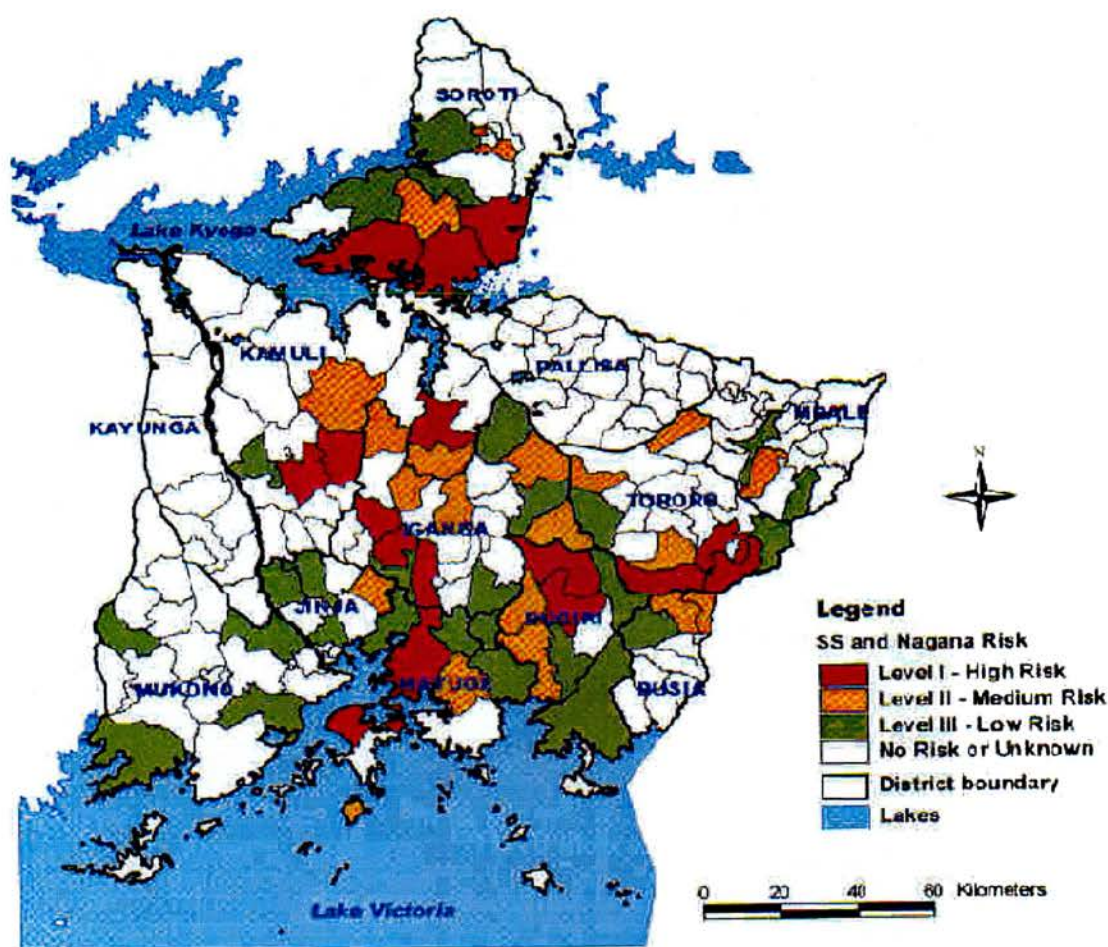 SOROTI
Lake Kyoga
KAMULI
PALLISA
MBALE
KAYUNGA
N
TORORO
IGANGA
JINJA
BUGIRI
MUKONO
MAYUGE
BUSIA
Legend
SS and Nagana Risk
Level I - High Risk
Level II - Medium Risk
Level III - Low Risk
No Risk or Unknown
District boundary
Lakes
0 20 40 60 Kilometers
Lake Victoria